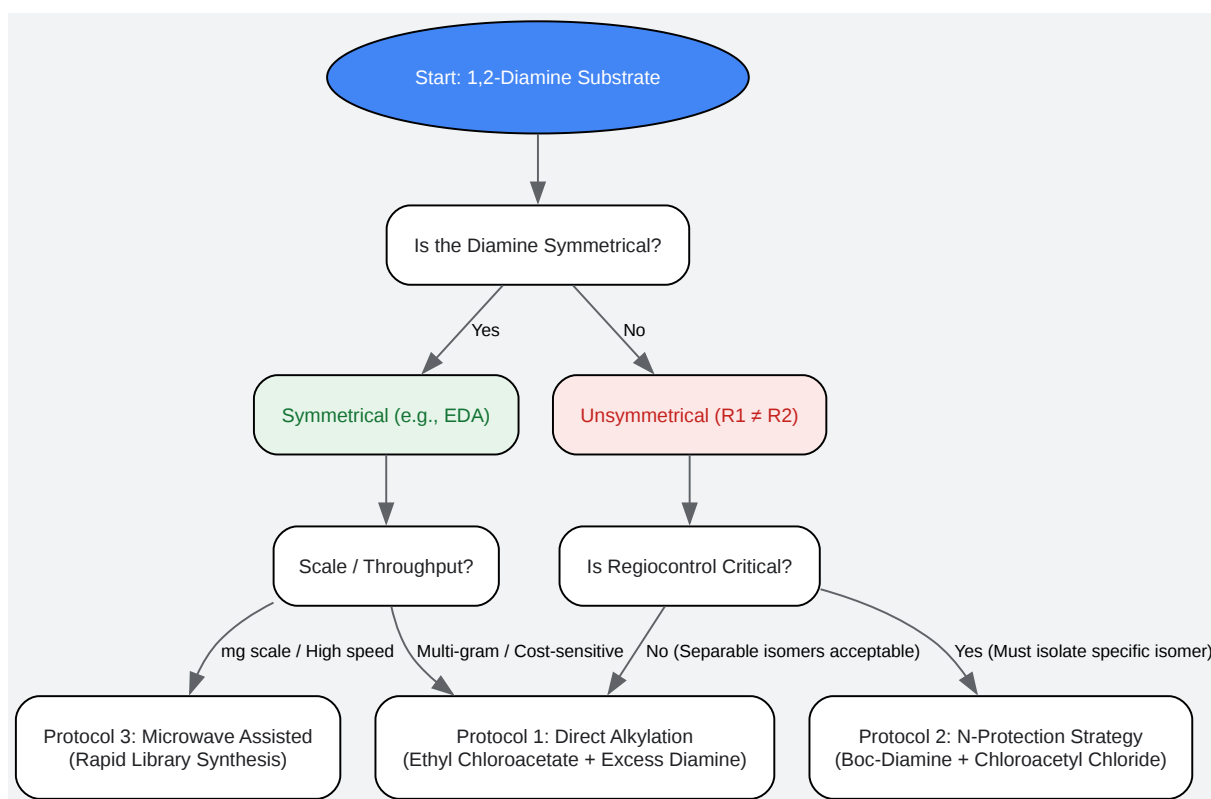 Start: 1,2-Diamine Substrate
Is the Diamine Symmetrical?
Yes
No
Symmetrical (e.g., EDA)
Unsymmetrical (R1 ≠ R2)
Scale / Throughput?
Is Regiocontrol Critical?
mg scale / High speed
Multi-gram / Cost-sensitive
No (Separable isomers acceptable)
Yes (Must isolate specific isomer)
Protocol 3: Microwave Assisted
(Rapid Library Synthesis)
Protocol 1: Direct Alkylation
(Ethyl Chloroacetate + Excess Diamine)
Protocol 2: N-Protection Strategy
(Boc-Diamine + Chloroacetyl Chloride)